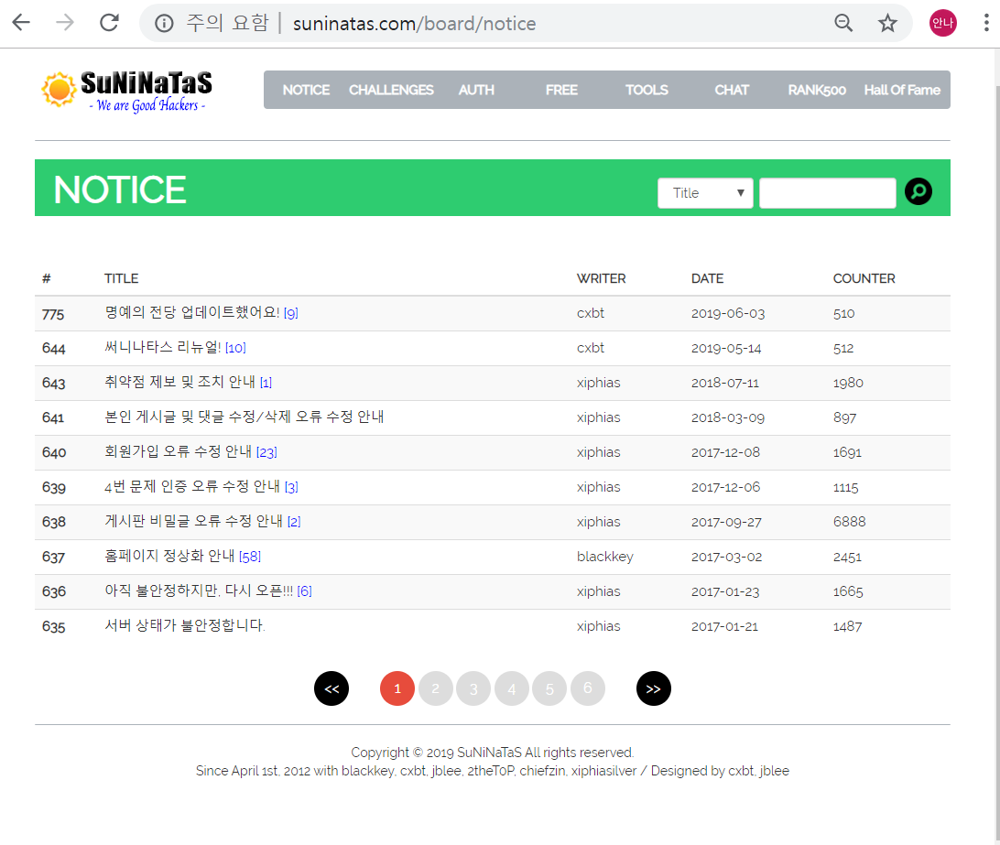 주의 요함 | suninatas.com/board/notice 안나
SuNiNaTaS
- We are Good Hackers -
NOTICE CHALLENGES AUTH FREE TOOLS CHAT RANK500 Hall Of Fame
NOTICE Title ▼
# TITLE WRITER DATE COUNTER
775 명예의 전당 업데이트했어요! [9] cxbt 2019-06-03 510
644 써니나타스 리뉴얼! [10] cxbt 2019-05-14 512
643 취약점 제보 및 조치 안내 [1] xiphias 2018-07-11 1980
641 본인 게시글 및 댓글 수정/삭제 오류 수정 안내 xiphias 2018-03-09 897
640 회원가입 오류 수정 안내 [23] xiphias 2017-12-08 1691
639 4번 문제 인증 오류 수정 안내 [3] xiphias 2017-12-06 1115
638 게시판 비밀글 오류 수정 안내 [2] xiphias 2017-09-27 6888
637 홈페이지 정상화 안내 [58] blackkey 2017-03-02 2451
636 아직 불안정하지만, 다시 오픈!!! [6] xiphias 2017-01-23 1665
635 서버 상태가 불안정합니다. xiphias 2017-01-21 1487
<< 1 2 3 4 5 6 >>
Copyright © 2019 SuNiNaTaS All rights reserved.
Since April 1st, 2012 with blackkey, cxbt, jblee, 2theT0P, chiefzin, xiphiasilver / Designed by cxbt, jblee